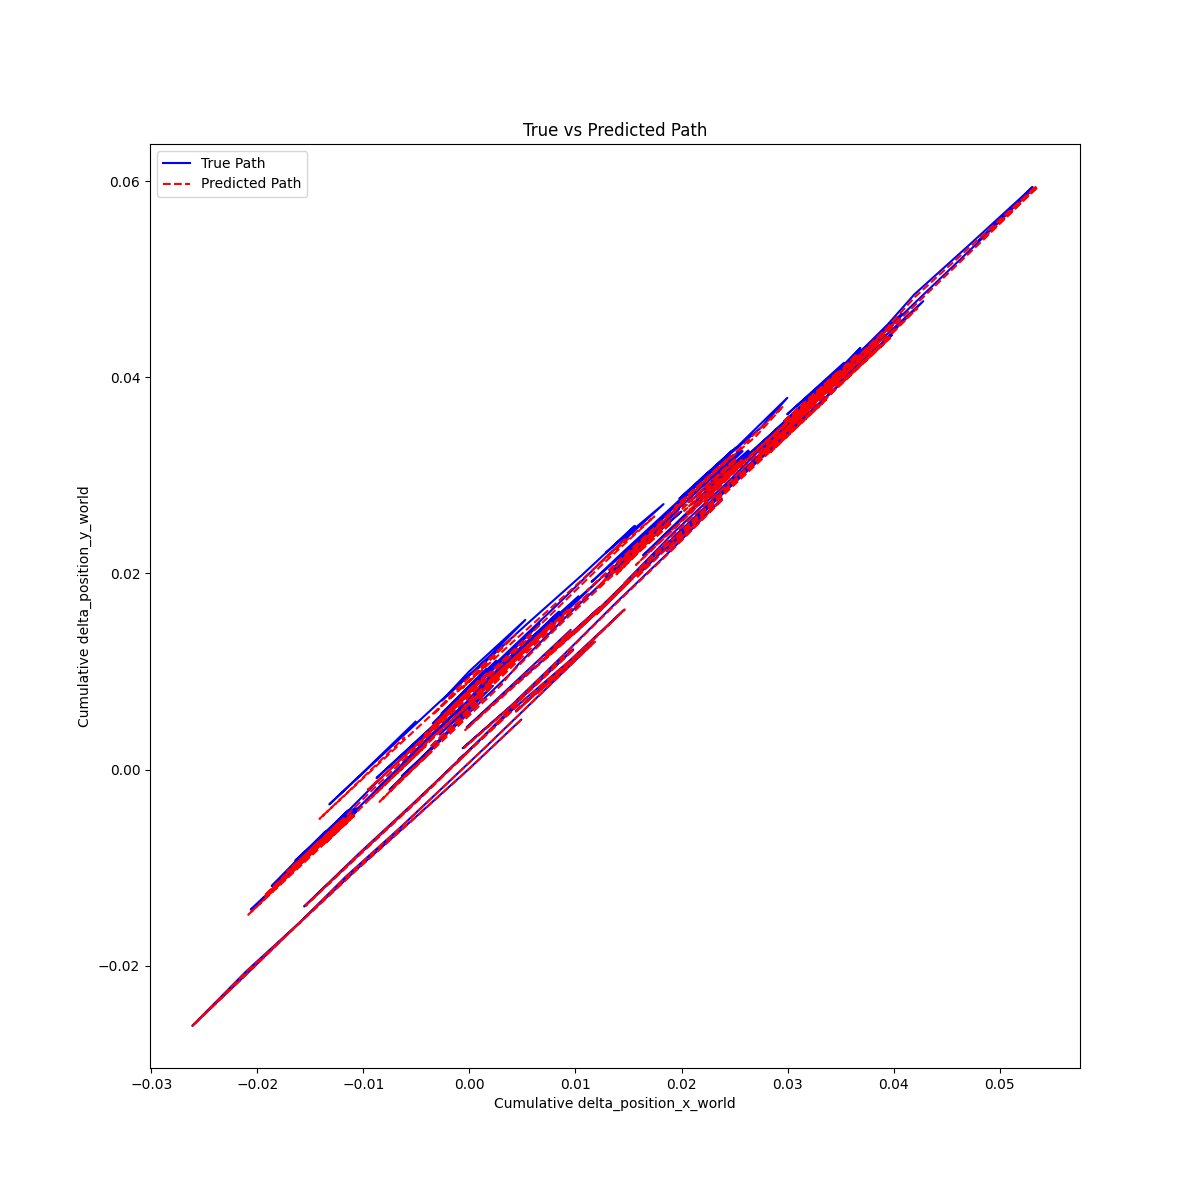 True vs Predicted Path
True Path
Predicted Path
0.06
0.04
0.02
0.00
−0.02
Cumulative delta_position_y_world
−0.03
−0.02
−0.01
0.00
0.01
0.02
0.03
0.04
0.05
Cumulative delta_position_x_world